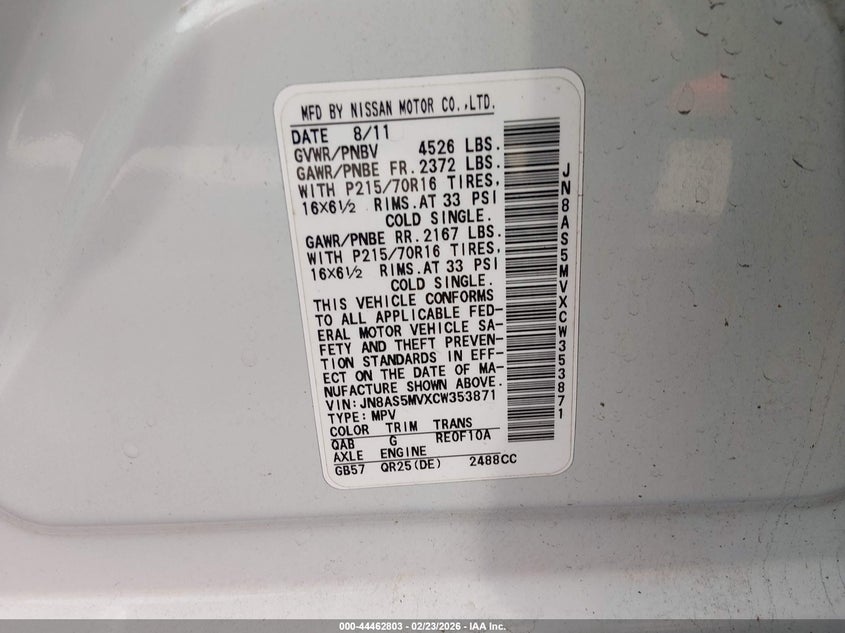 MFD BY NISSAN MOTOR CO.,LTD.
DATE 8/11
GVWR/PNBV 4526 LBS.
GAWR/PNBE FR. 2372 LBS.
WITH P215/70R16 TIRES,
16X6½ RIMS.AT 33 PSI
COLD SINGLE.
GAWR/PNBE RR. 2167 LBS.
WITH P215/70R16 TIRES,
16X6½ RIMS.AT 33 PSI
COLD SINGLE.
THIS VEHICLE CONFORMS
TO ALL APPLICABLE FED-
ERAL MOTOR VEHICLE SA-
FETY AND THEFT PREVEN-
TION STANDARDS IN EFF-
ECT ON THE DATE OF MA-
NUFACTURE SHOWN ABOVE.
VIN:JN8AS5MVXCW353871
TYPE:MPV
COLOR TRIM TRANS
QAB G RE0F10A
AXLE ENGINE
GB57 QR25(DE) 2488CC
JN8AS5MVXCW353871
000-44462803 - 02/23/2026 - IAA Inc.